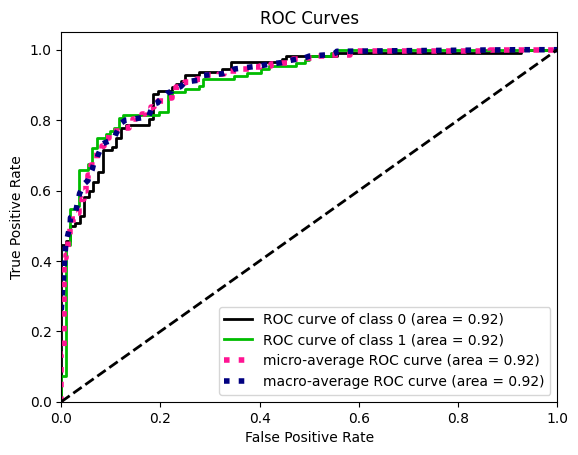 ROC Curves
True Positive Rate
1.0
0.8
0.6
0.4
0.2
0.0
ROC curve of class 0 (area = 0.92)
ROC curve of class 1 (area = 0.92)
micro-average ROC curve (area = 0.92)
macro-average ROC curve (area = 0.92)
0.0 0.2 0.4 0.6 0.8 1.0
False Positive Rate